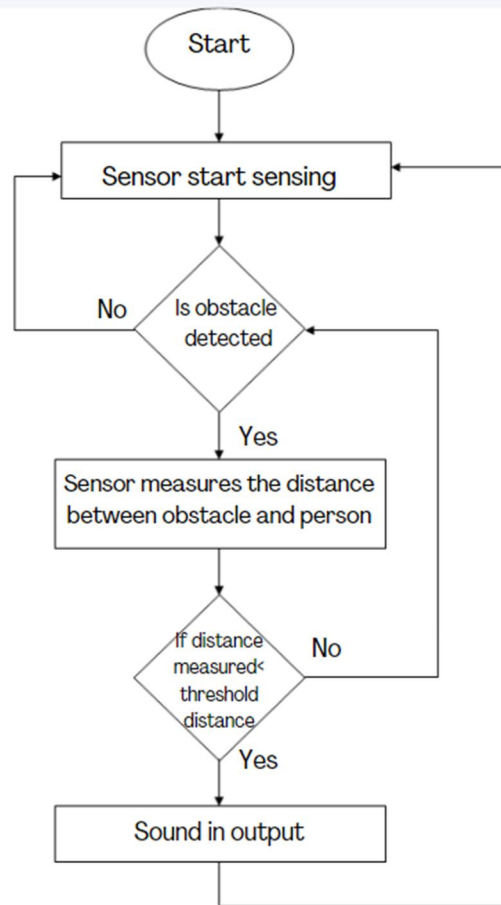 Start
Sensor start sensing
No
Is obstacle
detected
Yes
Sensor measures the distance
between obstacle and person
If distance
measured<
threshold
distance
No
Yes
Sound in output